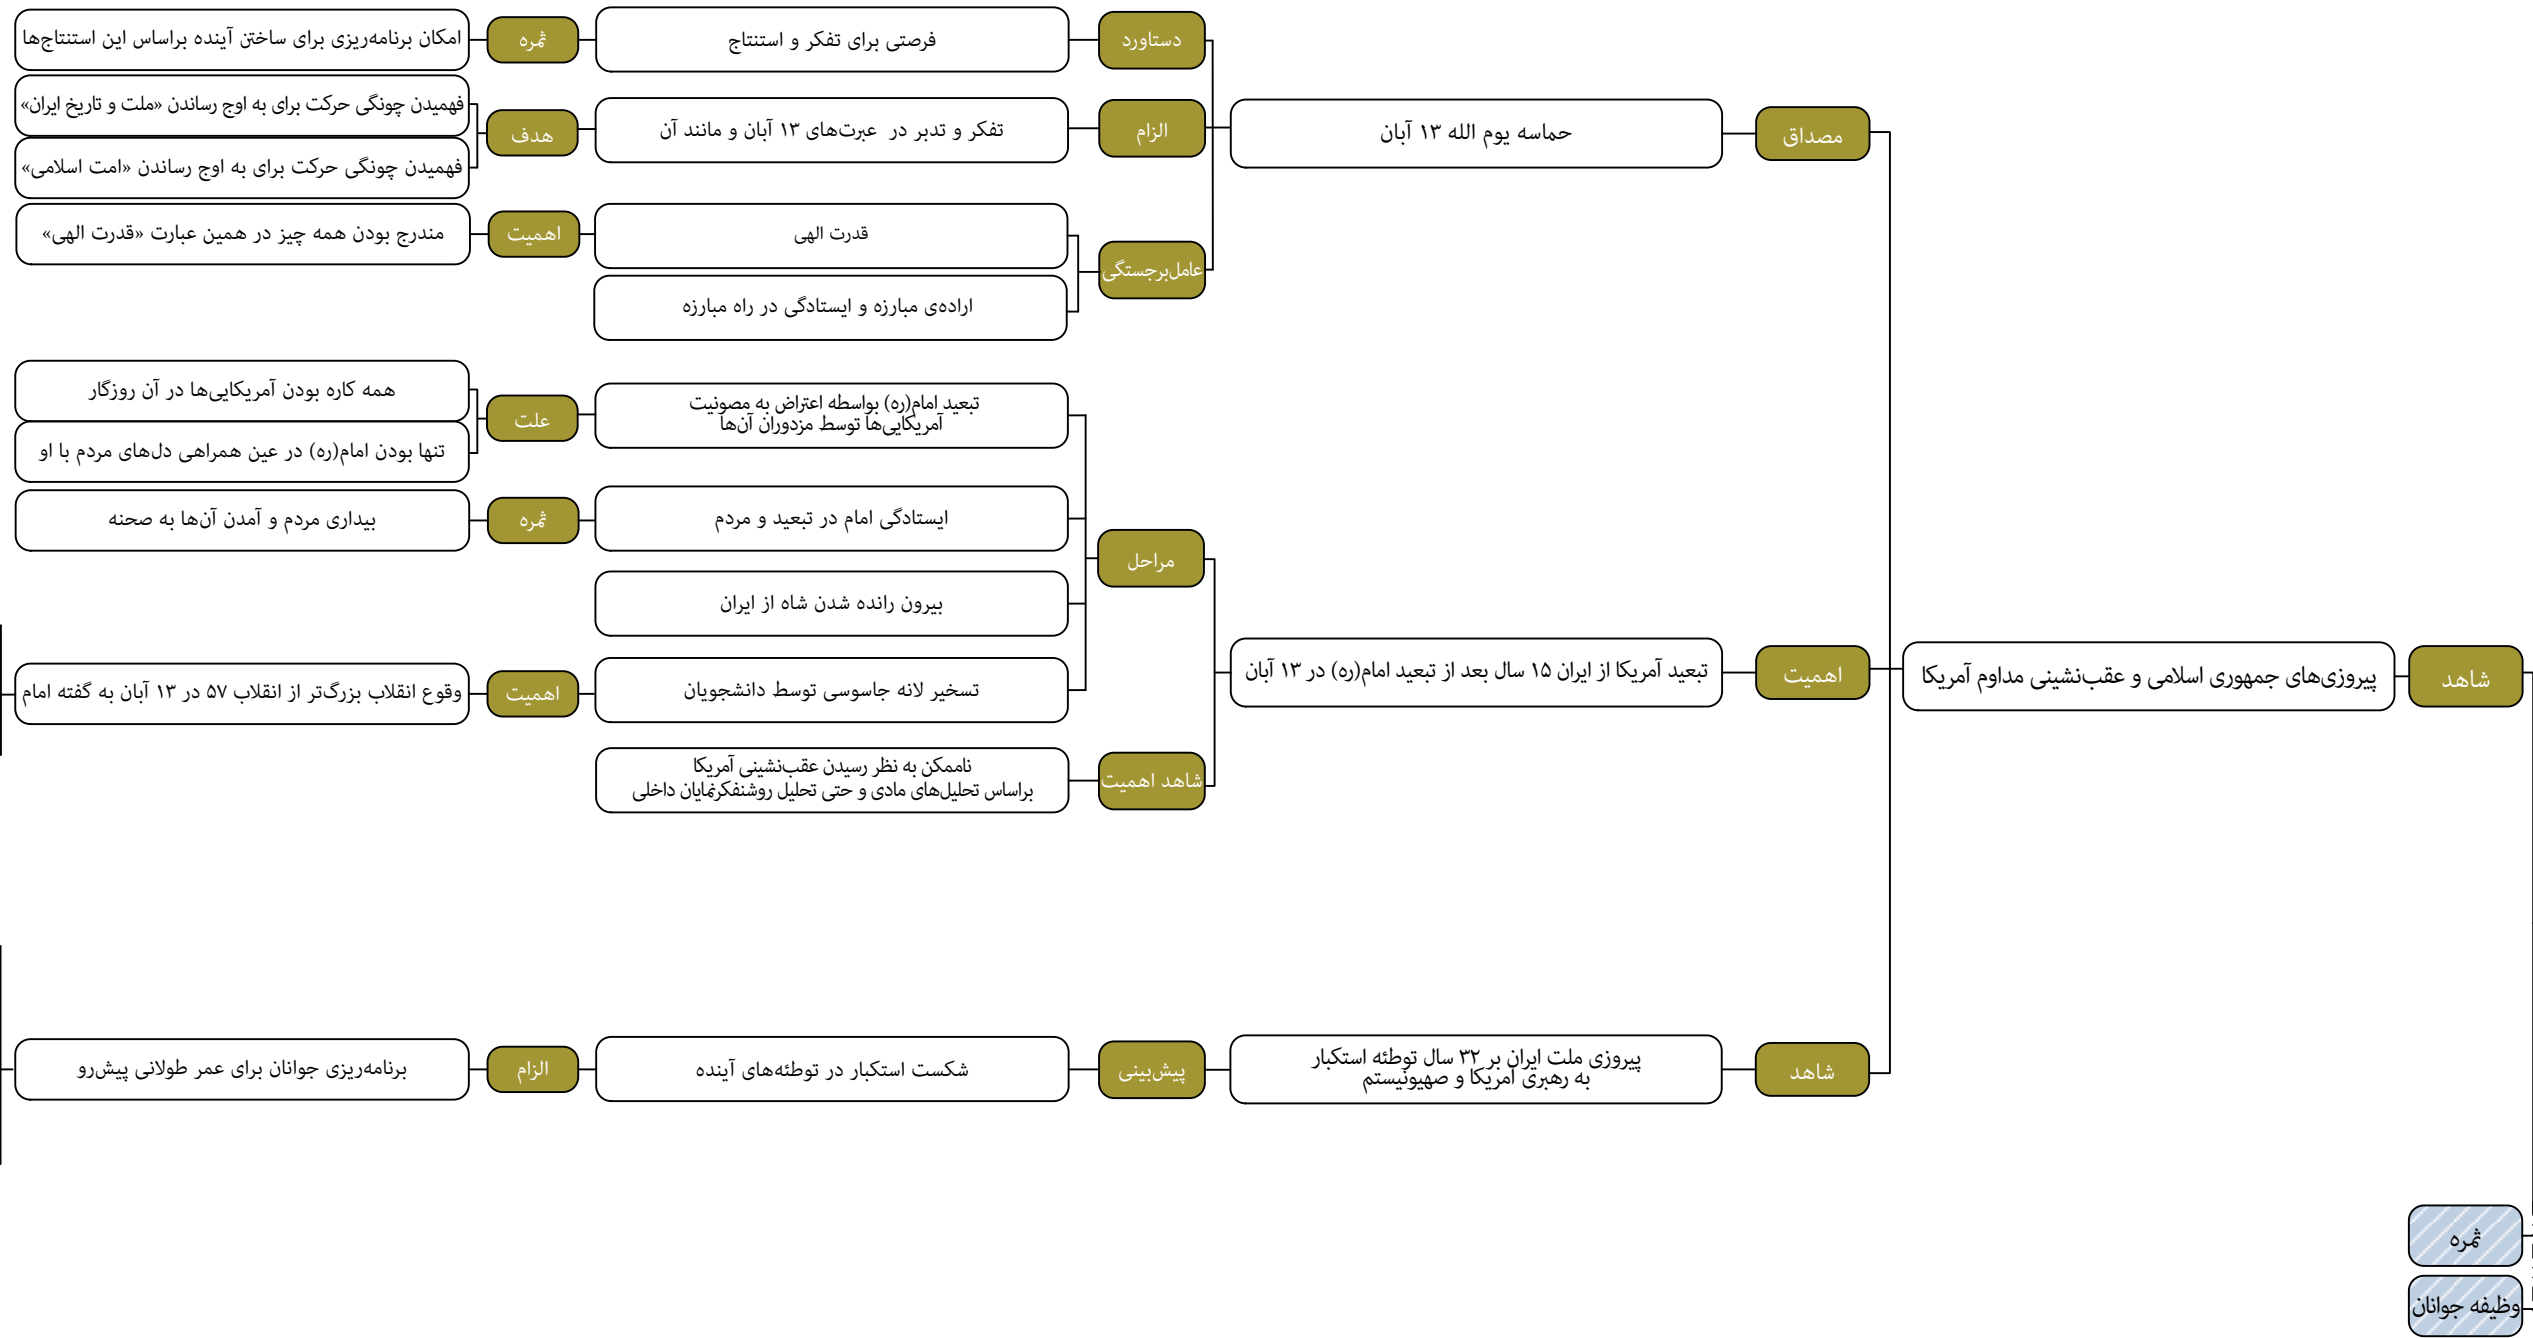 شاهد
پیروزی‌های جمهوری اسلامی و عقب‌نشینی مداوم آمریکا
مصداق
حماسه یوم الله ۱۳ آبان
دستاورد
فرصتی برای تفکر و استنتاج
ثمره
امکان برنامه‌ریزی برای ساختن آینده براساس این استنتاج‌ها
الزام
تفکر و تدبر در عبرت‌های ۱۳ آبان و مانند آن
هدف
فهمیدن چونگی حرکت برای به اوج رساندن «ملت و تاریخ ایران»
فهمیدن چونگی حرکت برای به اوج رساندن «امت اسلامی»
عامل‌برجستگی
قدرت الهی
اهمیت
مندرج بودن همه چیز در همین عبارت «قدرت الهی»
اراده‌ی مبارزه و ایستادگی در راه مبارزه
اهمیت
تبعید آمریکا از ایران ۱۵ سال بعد از تبعید امام(ره) در ۱۳ آبان
مراحل
تبعید امام(ره) بواسطه اعتراض به مصونیت
آمریکایی‌ها توسط مزدوران آن‌ها
علت
همه کاره بودن آمریکایی‌ها در آن روزگار
تنها بودن امام(ره) در عین همراهی دل‌های مردم با او
ایستادگی امام در تبعید و مردم
ثمره
بیداری مردم و آمدن آن‌ها به صحنه
بیرون رانده شدن شاه از ایران
تسخیر لانه جاسوسی توسط دانشجویان
اهمیت
وقوع انقلاب بزرگ‌تر از انقلاب ۵۷ در ۱۳ آبان به گفته امام
شاهد اهمیت
ناممکن به نظر رسیدن عقب‌نشینی آمریکا
براساس تحلیل‌های مادی و حتی تحلیل روشنفکرنمایان داخلی
شاهد
پیروزی ملت ایران بر ۳۲ سال توطئه استکبار
به رهبری آمریکا و صهیونیستم
پیش‌بینی
شکست استکبار در توطئه‌های آینده
الزام
برنامه‌ریزی جوانان برای عمر طولانی پیش‌رو
ثمره
وظیفه جوانان